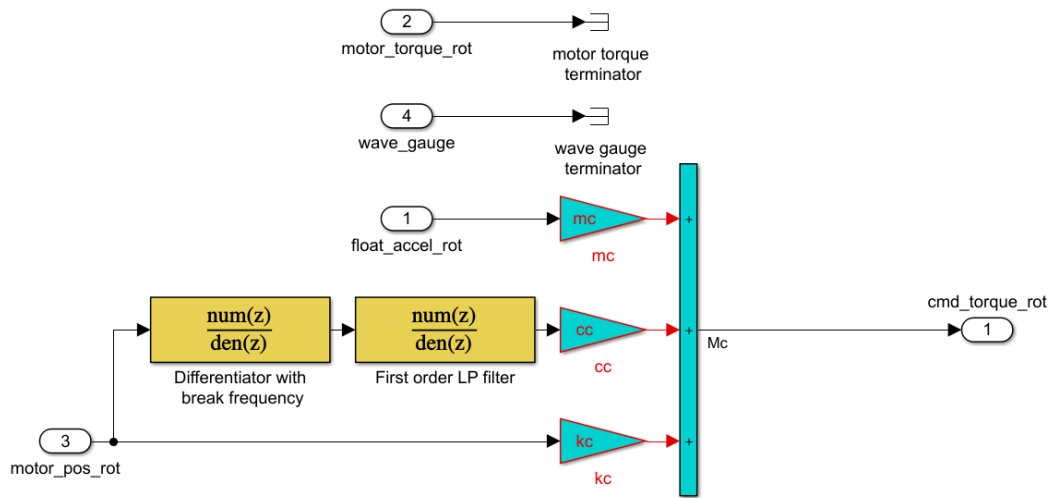 2
motor_torque_rot
motor torque
terminator
4
wave_gauge
wave gauge
terminator
1
float_accel_rot
mc
mc
+
num(z)
den(z)
Differentiator with
break frequency
num(z)
den(z)
First order LP filter
cc
cc
+
Mc
cmd_torque_rot
1
3
motor_pos_rot
kc
kc
+